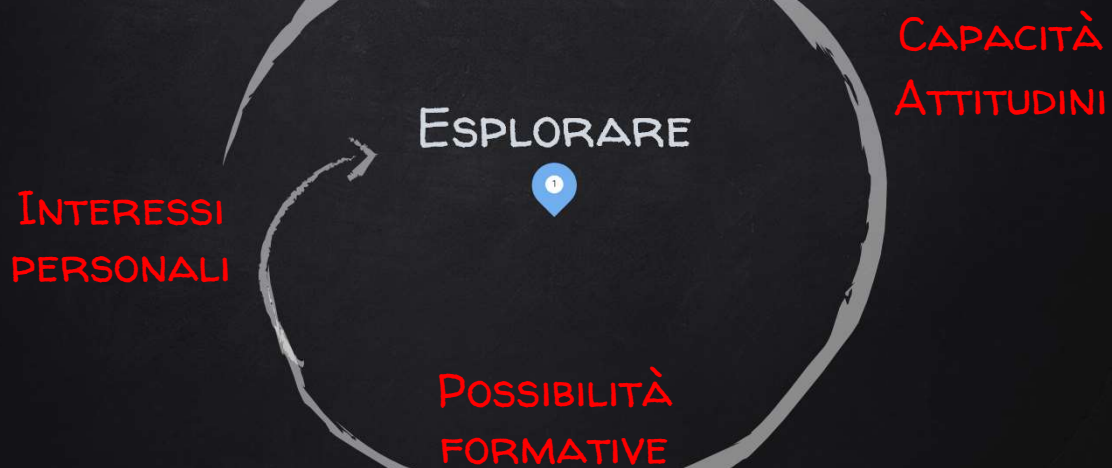 Capacità
Attitudini
Esplorare
1
Interessi
personali
Possibilità
formative